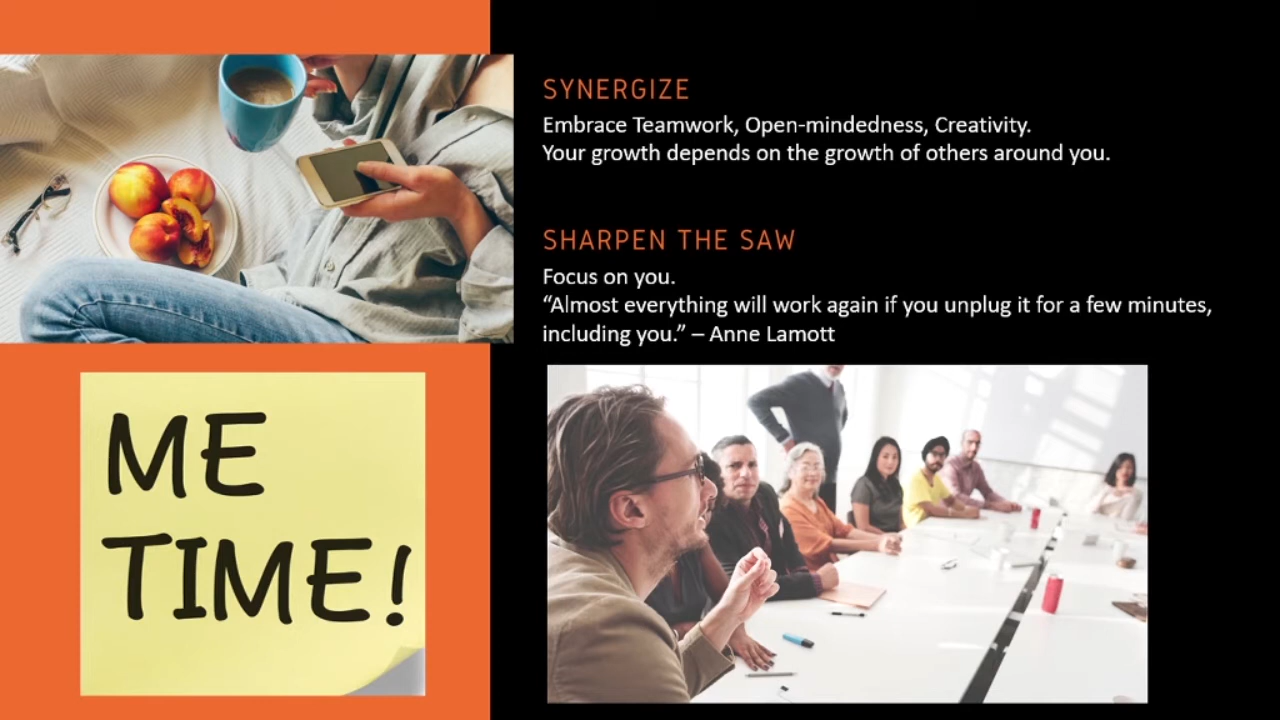 SYNERGIZE
Embrace Teamwork, Open-mindedness, Creativity.
Your growth depends on the growth of others around you.
SHARPEN THE SAW
Focus on you.
“Almost everything will work again if you unplug it for a few minutes,
including you.” – Anne Lamott
ME
TIME!